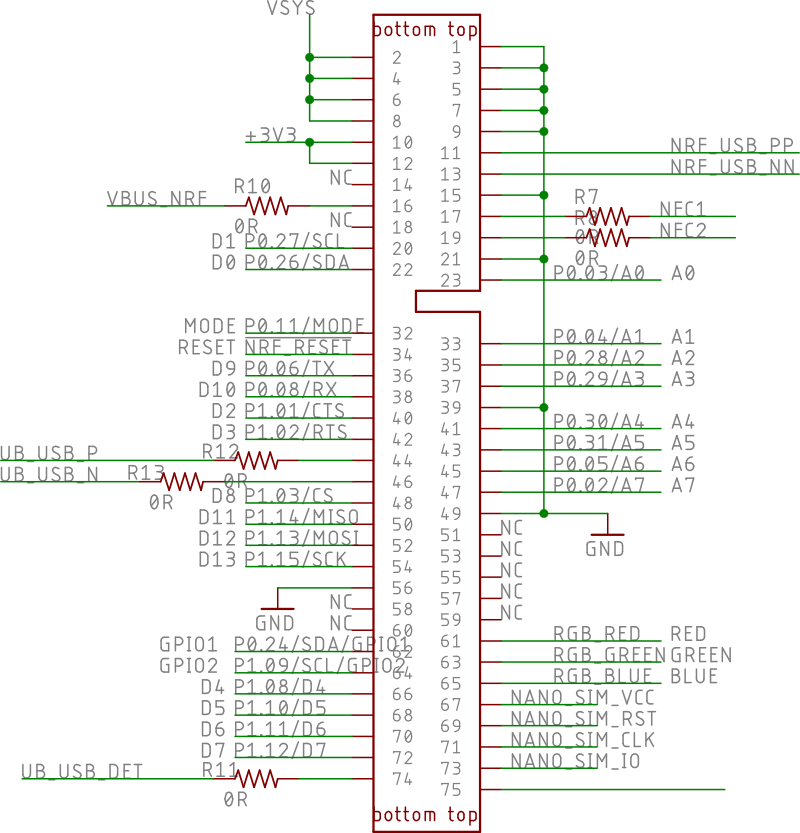 VSYS
bottom top
1
2
3
4
5
6
7
8
9
+3V3
10
11 NRF_USB_PP
12
13 NRF_USB_NN
NC 14
15
VBUS_NRF R10 0R 16
17 R7 0R NFC1
NC 18
19 R8 0R NFC2
D1 P0.27/SCL 20
21
D0 P0.26/SDA 22
23 P0.03/A0 A0
MODE P0.11/MODE 32
33 P0.04/A1 A1
RESET NRF_RESET 34
35 P0.28/A2 A2
D9 P0.06/TX 36
37 P0.29/A3 A3
D10 P0.08/RX 38
39
D2 P1.01/CTS 40
41 P0.30/A4 A4
D3 P1.02/RTS 42
43 P0.31/A5 A5
UB_USB_P R12 0R 44
45 P0.05/A6 A6
UB_USB_N R13 0R 46
47 P0.02/A7 A7
D8 P1.03/CS 48
49 GND
D11 P1.14/MISO 50
51 NC
D12 P1.13/MOSI 52
53 NC
D13 P1.15/SCK 54
55 NC
GND 56
57 NC
NC 58
59 NC
NC 60
61 RGB_RED RED
GPIO1 P0.24/SDA/GPIO1 62
63 RGB_GREEN GREEN
GPIO2 P1.09/SCL/GPIO2 64
65 RGB_BLUE BLUE
D4 P1.08/D4 66
67 NANO_SIM_VCC
D5 P1.10/D5 68
69 NANO_SIM_RST
D6 P1.11/D6 70
71 NANO_SIM_CLK
D7 P1.12/D7 72
73 NANO_SIM_IO
UB_USB_DET R11 0R 74
75
bottom top